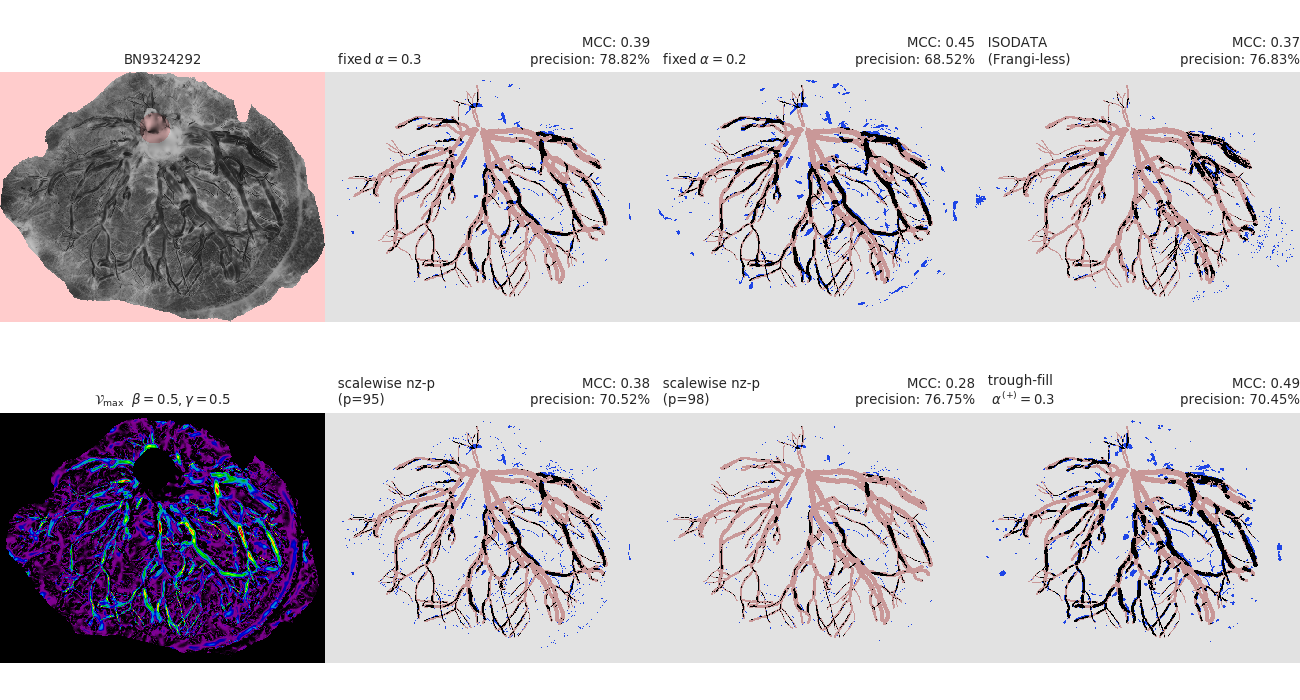 BN9324292
fixed α = 0.3
MCC: 0.39
precision: 78.82%
fixed α = 0.2
MCC: 0.45
precision: 68.52%
ISODATA
(Frangi-less)
MCC: 0.37
precision: 76.83%
𝒱max β = 0.5, γ = 0.5
scalewise nz-p
(p=95)
MCC: 0.38
precision: 70.52%
scalewise nz-p
(p=98)
MCC: 0.28
precision: 76.75%
trough-fill
α(+) = 0.3
MCC: 0.49
precision: 70.45%